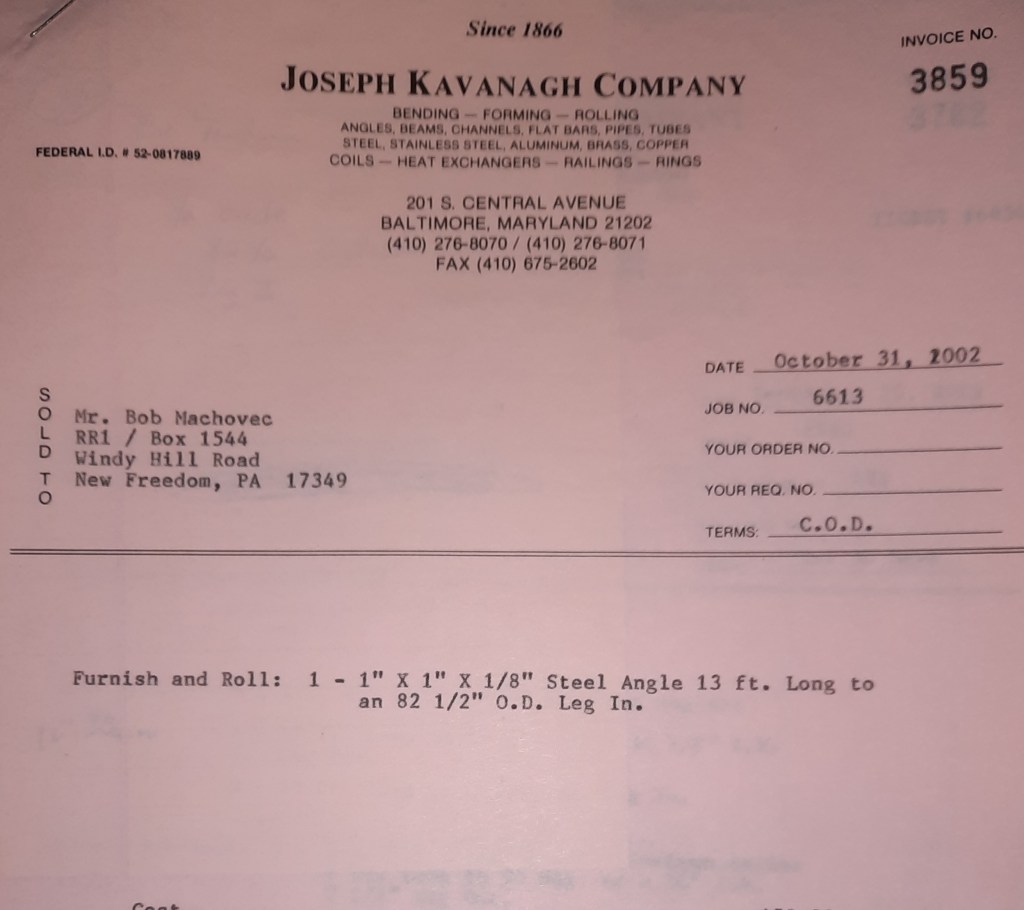 Since 1866
INVOICE NO.
3859
JOSEPH KAVANAGH COMPANY
BENDING — FORMING — ROLLING
ANGLES, BEAMS, CHANNELS, FLAT BARS, PIPES, TUBES
STEEL, STAINLESS STEEL, ALUMINUM, BRASS, COPPER
COILS — HEAT EXCHANGERS — RAILINGS — RINGS
FEDERAL I.D. # 52-0817889
201 S. CENTRAL AVENUE
BALTIMORE, MARYLAND 21202
(410) 276-8070 / (410) 276-8071
FAX (410) 675-2602
DATE October 31, 2002
JOB NO. 6613
YOUR ORDER NO.
YOUR REQ. NO.
TERMS: C.O.D.
SOLD TO
Mr. Bob Machovec
RR1 / Box 1544
Windy Hill Road
New Freedom, PA 17349
Furnish and Roll: 1 - 1" X 1" X 1/8" Steel Angle 13 ft. Long to
an 82 1/2" O.D. Leg In.
Cost